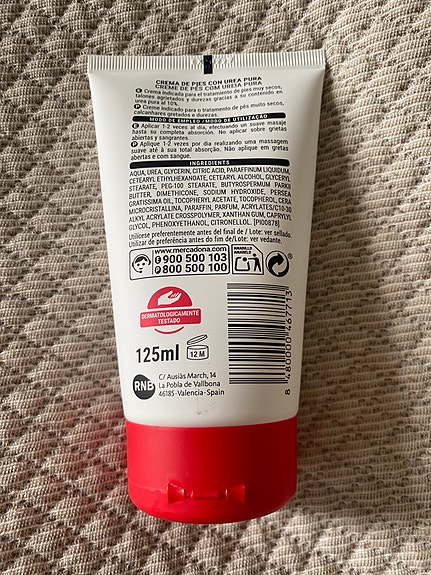 CREMA DE PIES CON UREA PURA
CREME DE PÉS COM UREIA PURA
E Creme indicada para el tratamiento de pies muy secos,
talones agrietados y durezas gracias a su contenido en
urea pura al 10%.
P Creme indicado para o tratamento de pés muito secos,
calcanhares gretados e durezas.
MODO DE EMPLEO / MODO DE UTILIZAÇÃO
E Aplicar 1-2 veces al día, efectuando un suave masaje
hasta su completa absorción. No aplicar sobre grietas
abiertas y sangrantes.
P Aplique 1-2 vezes por dia realizando uma massagem
suave até à sua total absorção. Não aplique em gretas
abertas e com sangue.
INGREDIENTS
AQUA, UREA, GLYCERIN, CITRIC ACID, PARAFFINUM LIQUIDUM,
CETEARYL ETHYLHEXANOATE, CETEARYL ALCOHOL, GLYCERYL
STEARATE, PEG-100 STEARATE, BUTYROSPERMUM PARKII
BUTTER, DIMETHICONE, SODIUM HYDROXIDE, PERSEA
GRATISSIMA OIL, TOCOPHERYL ACETATE, TOCOPHEROL, CERA
MICROCRISTALLINA, PARAFFIN, PARFUM, ACRYLATES/C10-30
ALKYL ACRYLATE CROSSPOLYMER, XANTHAN GUM, CAPRYLYL
GLYCOL, PHENOXYETHANOL, CITRONELLOL. [PI00878]
Utilícese preferentemente antes del final de / Lote: ver sellado.
Utilizar de preferência antes do fim de/Lote: ver vedante.
www.mercadona.com
E 900 500 103
P 800 500 100
AMARILLO
AMARELO
DERMATOLÓGICAMENTE
TESTADO
125ml
12 M
RNB
C/ Ausiàs March, 14
La Pobla de Vallbona
46185-Valencia-Spain
8 480000 467713